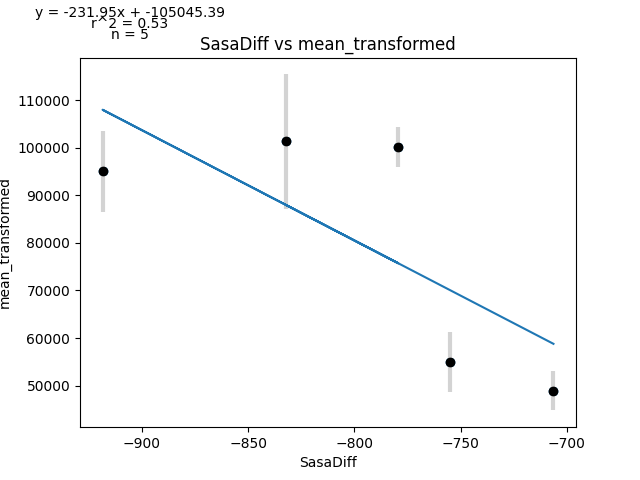 y = -231.95x + -105045.39
r^2 = 0.53
n = 5
SasaDiff vs mean_transformed
mean_transformed
110000
100000
90000
80000
70000
60000
50000
−900
−850
−800
−750
−700
SasaDiff